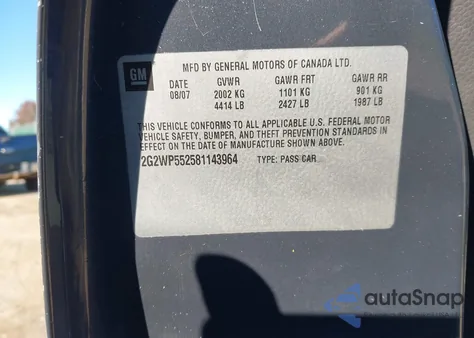 GM
MFD BY GENERAL MOTORS OF CANADA LTD.
DATE GVWR GAWR FRT GAWR RR
08/07 2002 KG 1101 KG 901 KG
4414 LB 2427 LB 1987 LB
THIS VEHICLE CONFORMS TO ALL APPLICABLE U.S. FEDERAL MOTOR
VEHICLE SAFETY, BUMPER, AND THEFT PREVENTION STANDARDS IN
EFFECT ON THE DATE OF MANUFACTURE SHOWN ABOVE.
2G2WP552581143964 TYPE: PASS CAR
autoSnap